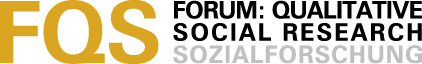 FQS
FORUM: QUALITATIVE
SOCIAL RESEARCH
SOZIALFORSCHUNG